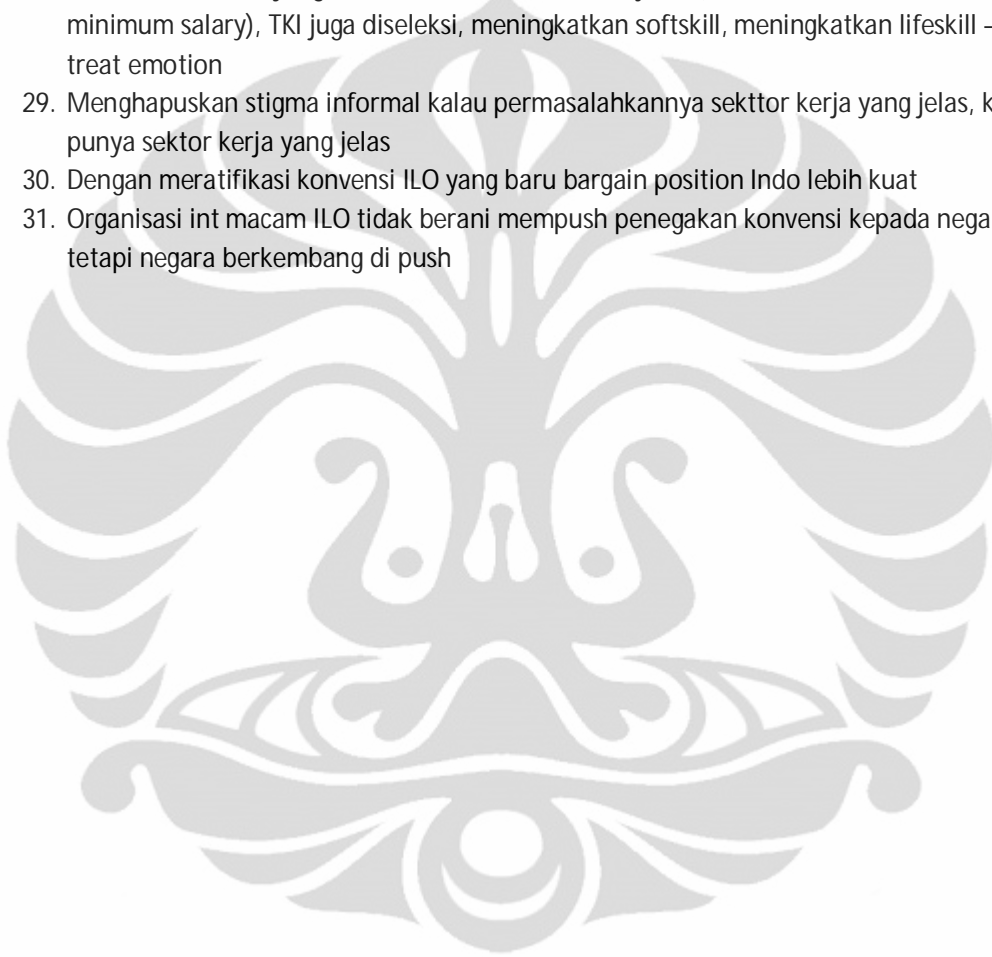 minimum salary), TKI juga diseleksi, meningkatkan softskill, meningkatkan lifeskill –
treat emotion
29. Menghapuskan stigma informal kalau permasalahkannya sekttor kerja yang jelas, k
punya sektor kerja yang jelas
30. Dengan meratifikasi konvensi ILO yang baru bargain position Indo lebih kuat
31. Organisasi int macam ILO tidak berani mempush penegakan konvensi kepada nega
tetapi negara berkembang di push